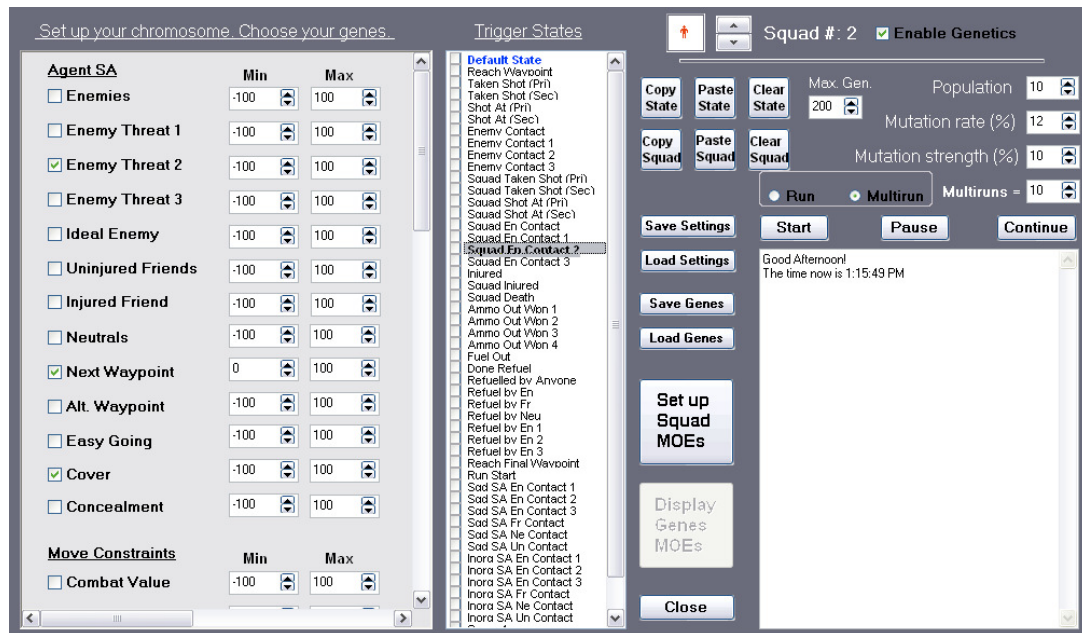 Set up your chromosome. Choose your genes.
Agent SA
Min Max
Enemies -100 100
Enemy Threat 1 -100 100
Enemy Threat 2 -100 100
Enemy Threat 3 -100 100
Ideal Enemy -100 100
Uninjured Friends -100 100
Injured Friend -100 100
Neutrals -100 100
Next Waypoint 0 100
Alt. Waypoint -100 100
Easy Going -100 100
Cover -100 100
Concealment -100 100
Move Constraints
Min Max
Combat Value -100 100
Trigger States
Default State
Reach Waypoint
Taken Shot (Pri)
Taken Shot (Sec)
Shot At (Pri)
Shot At (Sec)
Enemy Contact
Enemy Contact 1
Enemy Contact 2
Enemy Contact 3
Squad Taken Shot (Pri)
Squad Taken Shot (Sec)
Squad Shot At (Pri)
Squad Shot At (Sec)
Squad En Contact
Squad En Contact 1
Squad En Contact 2
Squad En Contact 3
Injured
Squad Injured
Squad Death
Ammo Out Wpn 1
Ammo Out Wpn 2
Ammo Out Wpn 3
Ammo Out Wpn 4
Fuel Out
Done Refuel
Refuelled by Anyone
Refuel by En
Refuel by Fr
Refuel by Neu
Refuel by En 1
Refuel by En 2
Refuel by En 3
Reach Final Waypoint
Run Start
Sqd SA En Contact 1
Sqd SA En Contact 2
Sqd SA En Contact 3
Sqd SA Fr Contact
Sqd SA Ne Contact
Sqd SA Un Contact
Inorg SA En Contact 1
Inorg SA En Contact 2
Inorg SA En Contact 3
Inorg SA Fr Contact
Inorg SA Ne Contact
Inorg SA Un Contact
Squad #: 2 Enable Genetics
Copy State
Paste State
Clear State
Max. Gen.
200
Population 10
Mutation rate (%) 12
Copy Squad
Paste Squad
Clear Squad
Mutation strength (%) 10
Run Multirun Multiruns = 10
Save Settings
Start Pause Continue
Load Settings
Good Afternoon!
The time now is 1:15:49 PM
Save Genes
Load Genes
Set up
Squad
MOEs
Display
Genes
MOEs
Close